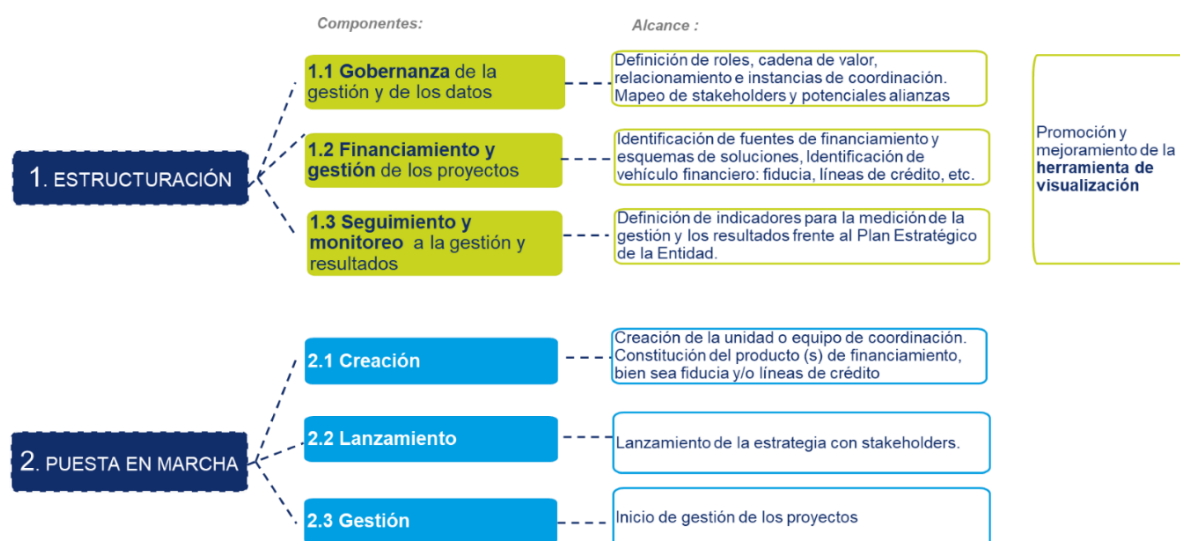 Componentes:
Alcance :
1. ESTRUCTURACIÓN
1.1 Gobernanza de la
gestión y de los datos
Definición de roles, cadena de valor,
relacionamiento e instancias de coordinación.
Mapeo de stakeholders y potenciales alianzas
1.2 Financiamiento y
gestión de los proyectos
Identificación de fuentes de financiamiento y
esquemas de soluciones, Identificación de
vehículo financiero: fiducia, líneas de crédito, etc.
1.3 Seguimiento y
monitoreo a la gestión y
resultados
Definición de indicadores para la medición de la
gestión y los resultados frente al Plan Estratégico
de la Entidad.
Promoción y
mejoramiento de la
herramienta de
visualización
2. PUESTA EN MARCHA
2.1 Creación
Creación de la unidad o equipo de coordinación.
Constitución del producto (s) de financiamiento,
bien sea fiducia y/o líneas de crédito
2.2 Lanzamiento
Lanzamiento de la estrategia con stakeholders.
2.3 Gestión
Inicio de gestión de los proyectos